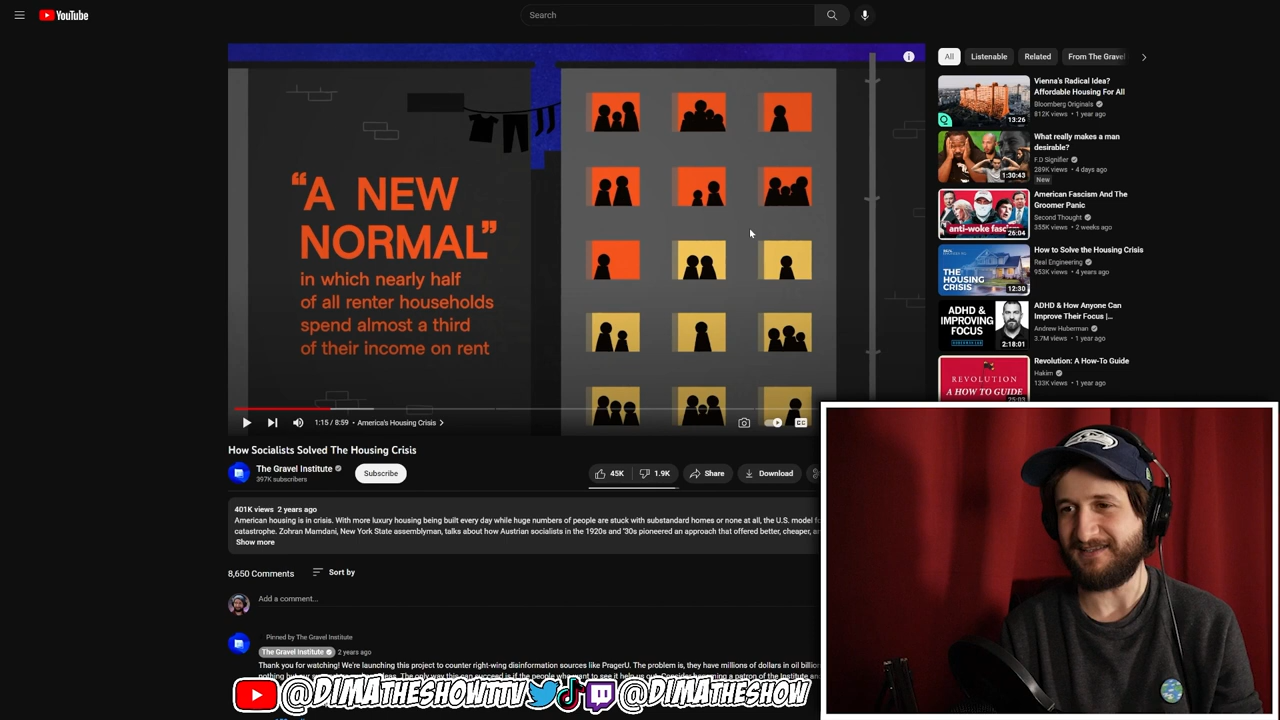 YouTube
Search
"A NEW
NORMAL"
in which nearly half
of all renter households
spend almost a third
of their income on rent
1:15 / 8:59 • America's Housing Crisis
CC
How Socialists Solved The Housing Crisis
The Gravel Institute
397K subscribers
Subscribe
45K
1.9K
Share
Download
401K views 2 years ago
American housing is in crisis. With more luxury housing being built every day while huge numbers of people are stuck with substandard homes or none at all, the U.S. model
catastrophe. Zohran Mamdani, New York State assemblyman, talks about how Austrian socialists in the 1920s and '30s pioneered an approach that offered better, cheaper,
Show more
8,650 Comments
Sort by
Add a comment...
Pinned by The Gravel Institute
The Gravel Institute
2 years ago
Thank you for watching! We're launching this project to counter right-wing disinformation sources like PragerU. The problem is, they have millions of dollars in oil
All
Listenable
Related
From The Gravel
Vienna's Radical Idea?
Affordable Housing For All
Bloomberg Originals
812K views • 1 year ago
13:26
What really makes a man
desirable?
F.D Signifier
289K views • 4 days ago
New
1:30:43
American Fascism And The
Groomer Panic
Second Thought
355K views • 2 weeks ago
anti-woke
26:04
How to Solve the Housing Crisis
Real Engineering
953K views • 4 years ago
THE
HOUSING
CRISIS
12:30
ADHD & How Anyone Can
Improve Their Focus |...
Andrew Huberman
3.7M views • 1 year ago
ADHD &
IMPROVING
FOCUS
2:18:01
Revolution: A How-To Guide
Hakim
133K views • 1 year ago
REVOLUTION
A HOW TO GUIDE
25:03
@DIMATHESHOWTTV
@DIMATHESHOW